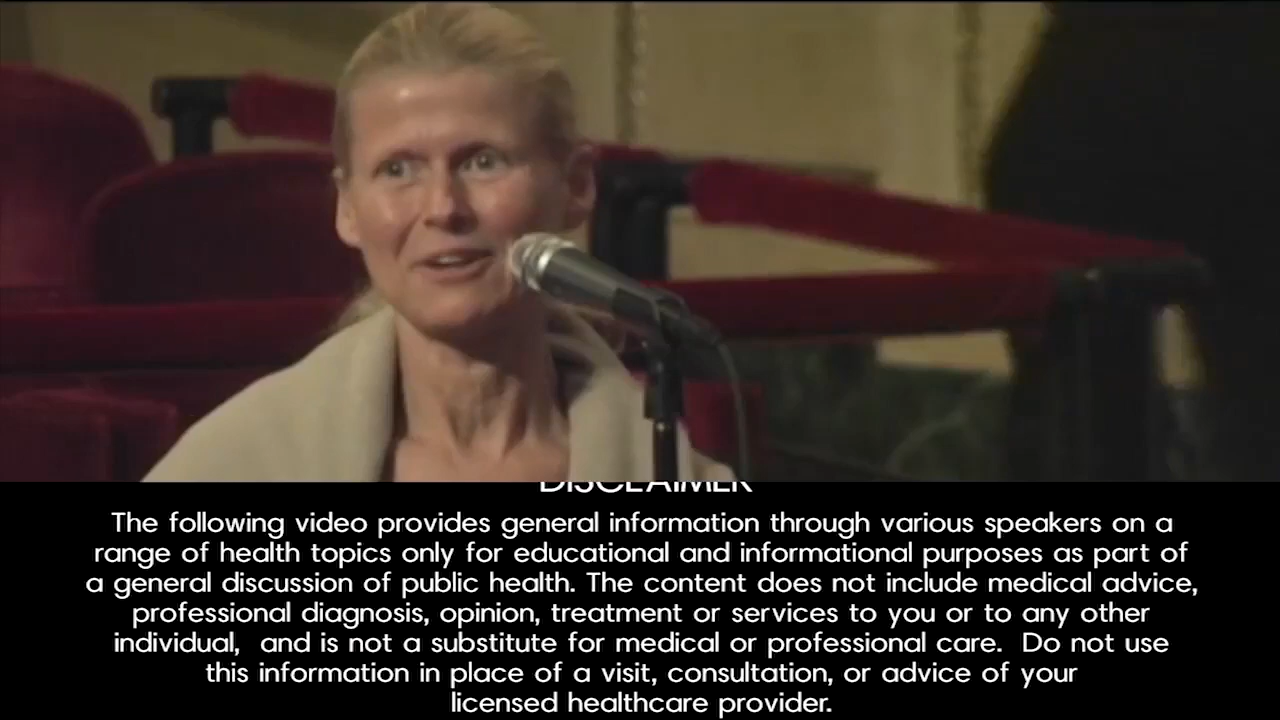 DISCLAIMER
The following video provides general information through various speakers on a
range of health topics only for educational and informational purposes as part of
a general discussion of public health. The content does not include medical advice,
professional diagnosis, opinion, treatment or services to you or to any other
individual,  and is not a substitute for medical or professional care.  Do not use
this information in place of a visit, consultation, or advice of your
licensed healthcare provider.